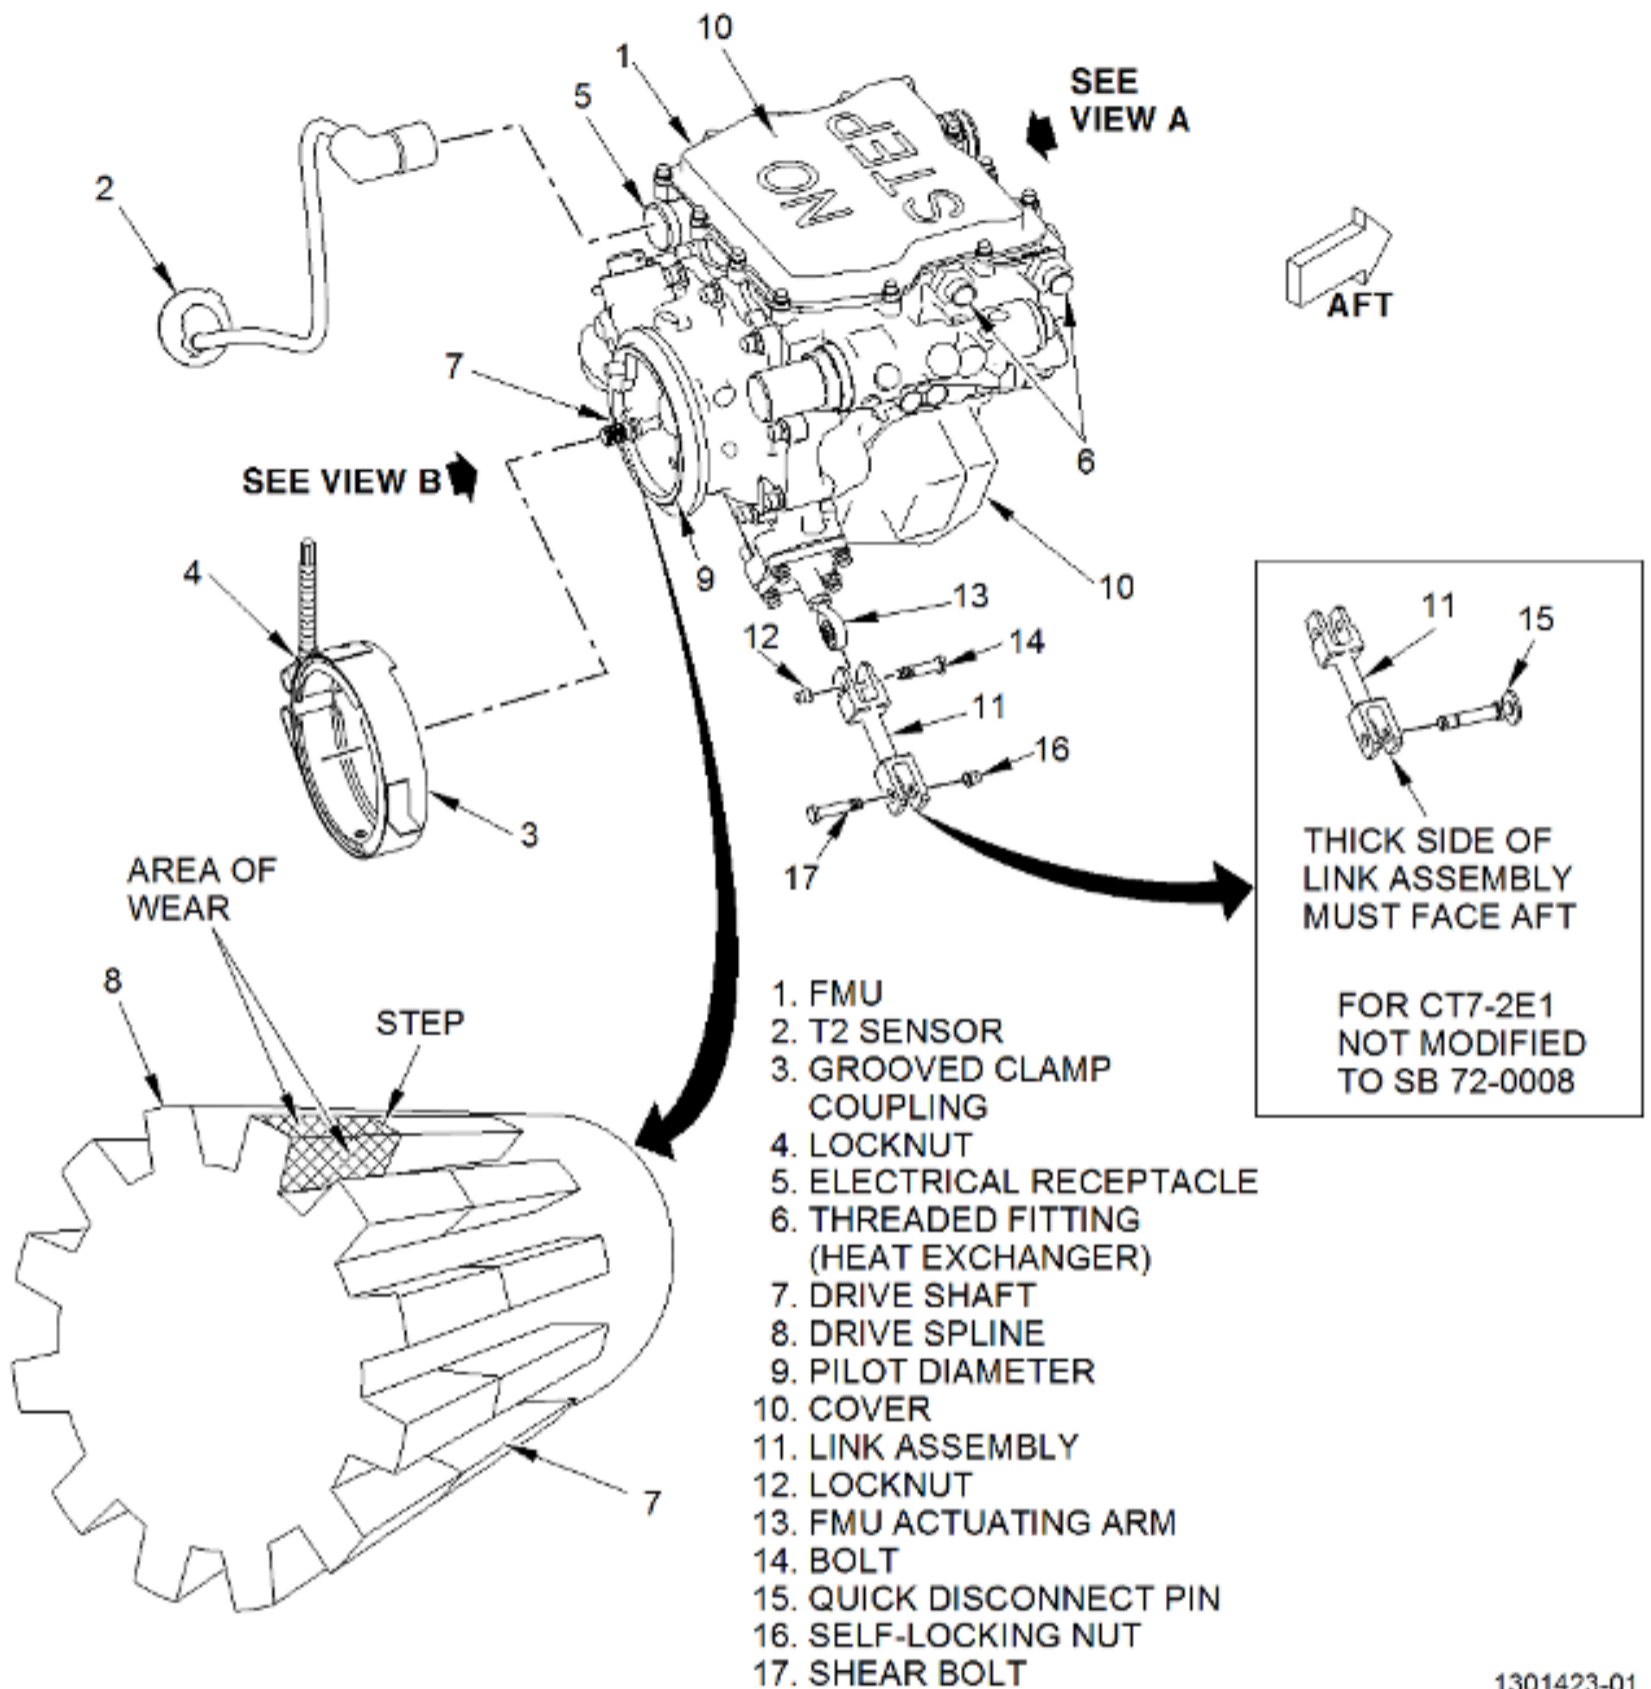 10
1
5
SEE
VIEW A
NO
STEP
2
AFT
7
6
SEE VIEW B
4
9
10
13
12
14
11
16
17
3
11
15
THICK SIDE OF
LINK ASSEMBLY
MUST FACE AFT
FOR CT7-2E1
NOT MODIFIED
TO SB 72-0008
AREA OF
WEAR
8
STEP
7
1. FMU
2. T2 SENSOR
3. GROOVED CLAMP
COUPLING
4. LOCKNUT
5. ELECTRICAL RECEPTACLE
6. THREADED FITTING
(HEAT EXCHANGER)
7. DRIVE SHAFT
8. DRIVE SPLINE
9. PILOT DIAMETER
10. COVER
11. LINK ASSEMBLY
12. LOCKNUT
13. FMU ACTUATING ARM
14. BOLT
15. QUICK DISCONNECT PIN
16. SELF-LOCKING NUT
17. SHEAR BOLT
1301423-01